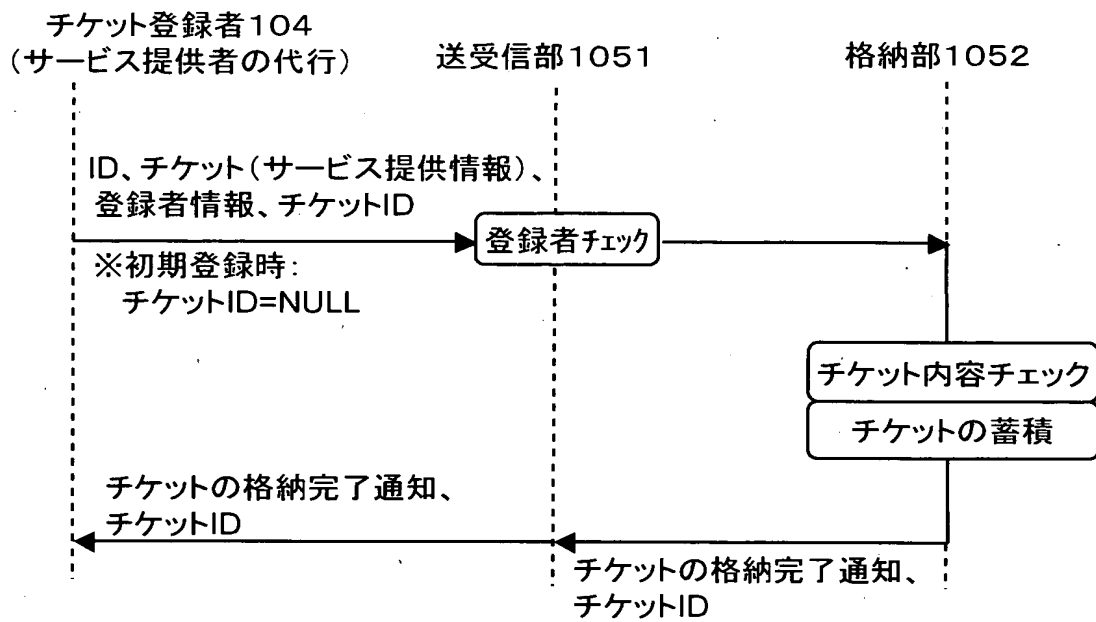 チケット登録者104
(サービス提供者の代行)
送受信部1051
格納部1052
ID、チケット(サービス提供情報)、
登録者情報、チケットID
登録者チェック
※初期登録時:
チケットID=NULL
チケット内容チェック
チケットの蓄積
チケットの格納完了通知、
チケットID
チケットの格納完了通知、
チケットID